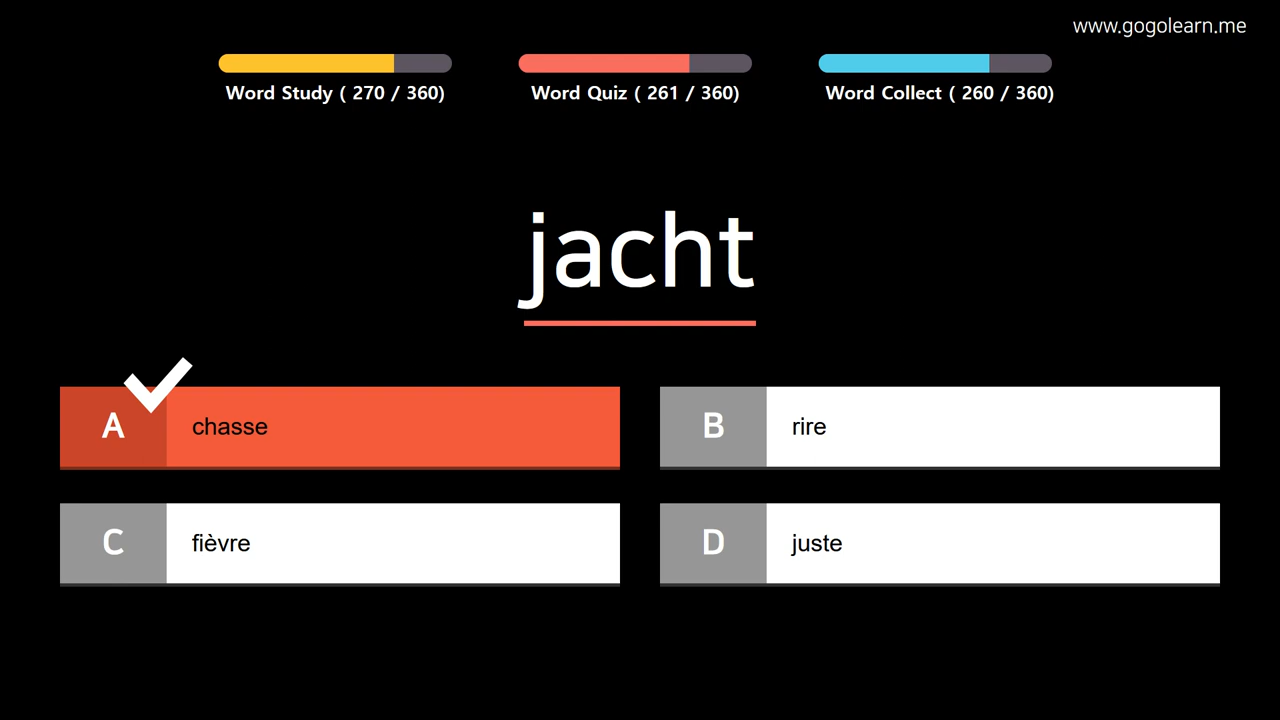 www.gogolearn.me
Word Study ( 270 / 360)
Word Quiz ( 261 / 360)
Word Collect ( 260 / 360)
jacht
A chasse
B rire
C fièvre
D juste